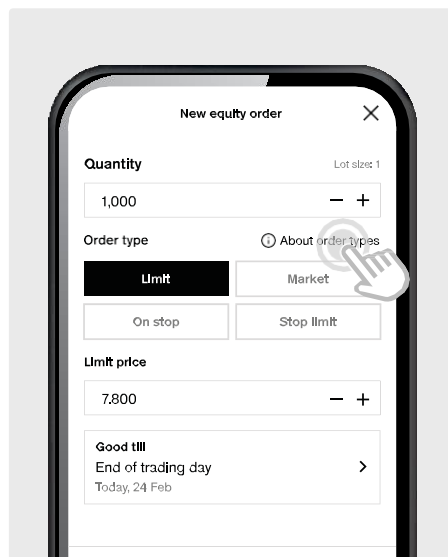 New equity order
Quantity Lot size: 1
1,000
Order type About order types
Limit Market
On stop Stop limit
Limit price
7.800
Good till
End of trading day
Today, 24 Feb